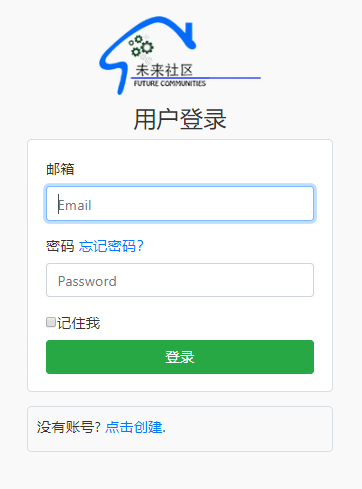 未来社区
FUTURE COMMUNITIES
用户登录
邮箱
Email
密码 忘记密码?
Password
记住我
登录
没有账号? 点击创建.